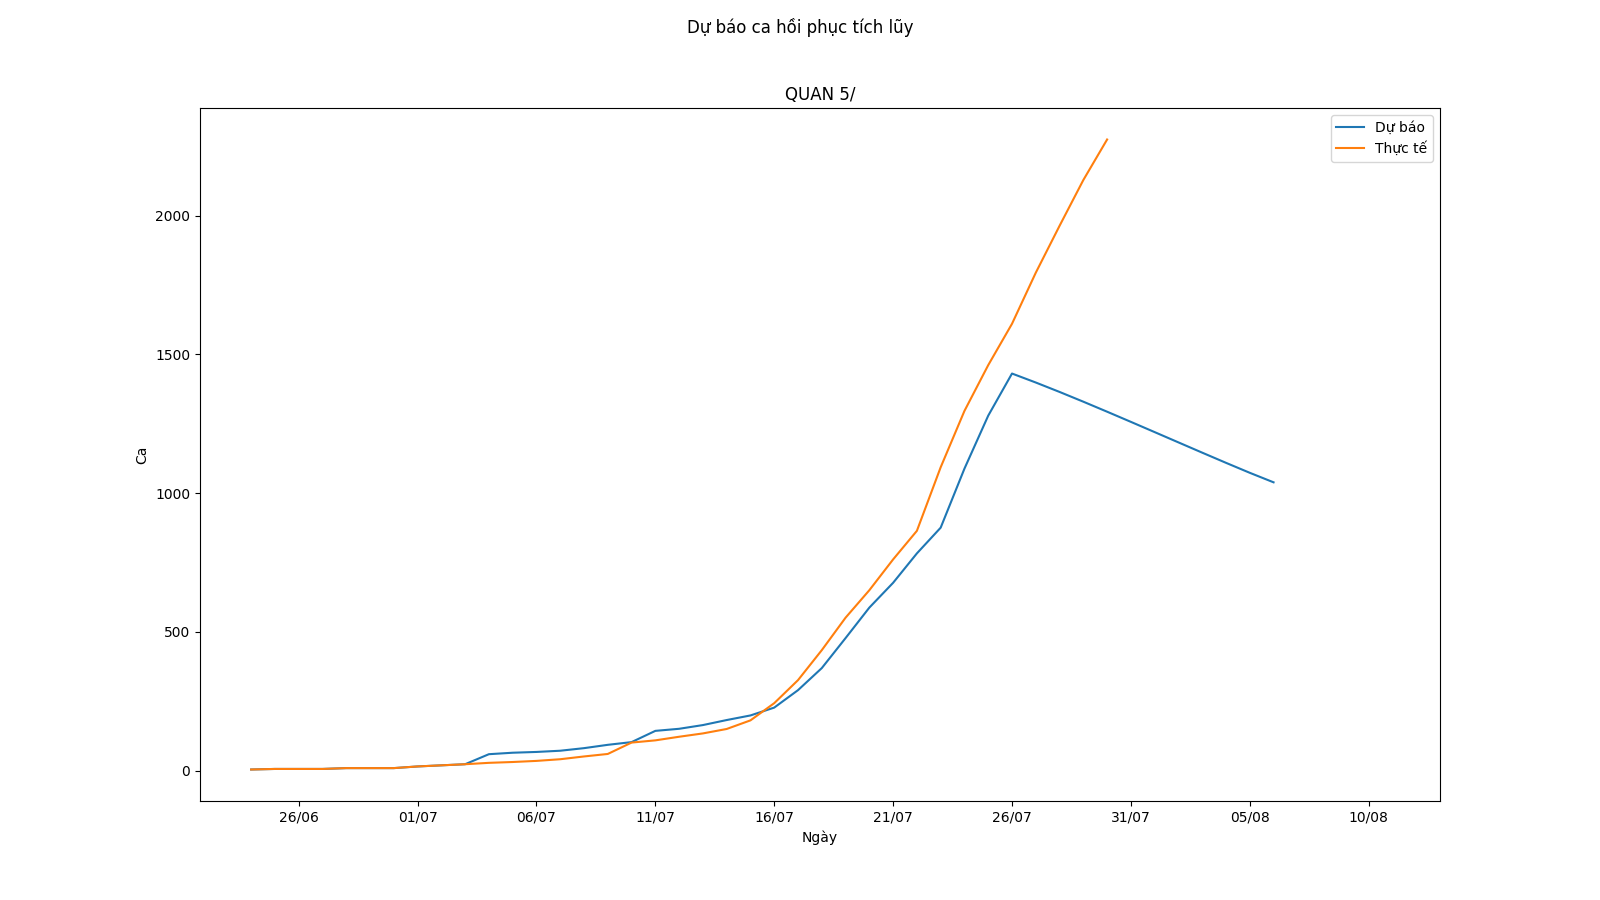 Dự báo ca hồi phục tích lũy
QUAN 5/
Dự báo
Thực tế
2000
1500
1000
500
0
Ca
26/06 01/07 06/07 11/07 16/07 21/07 26/07 31/07 05/08 10/08
Ngày